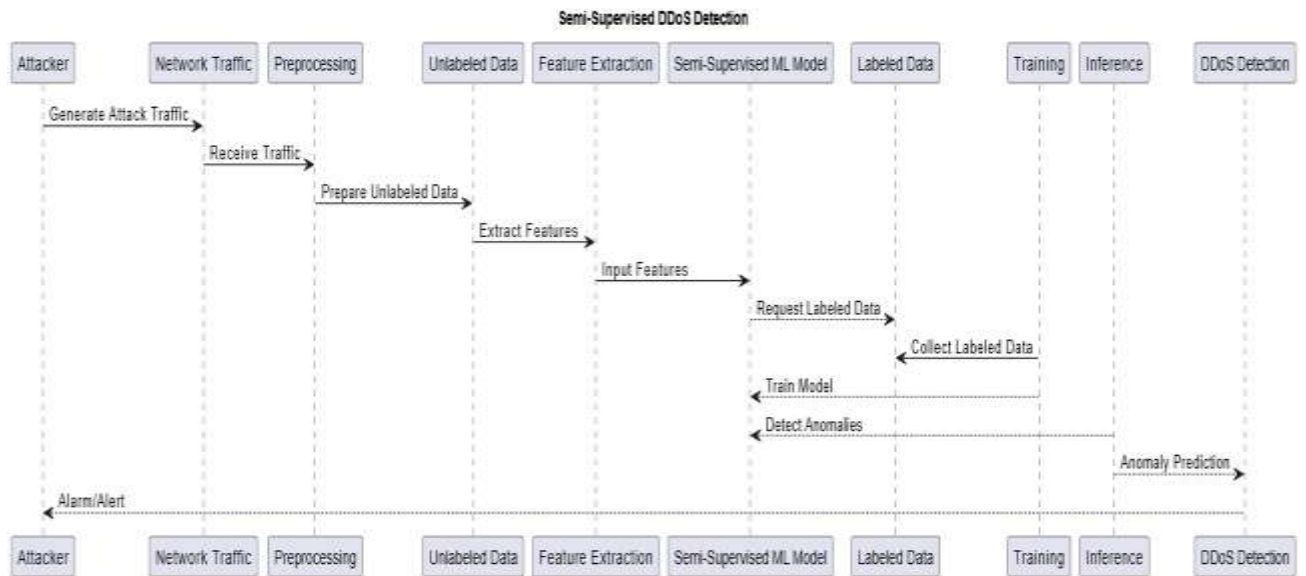 Semi-Supervised DDoS Detection
Attacker Network Traffic Preprocessing Unlabeled Data Feature Extraction Semi-Supervised ML Model Labeled Data Training Inference DDoS Detection
Generate Attack Traffic
Receive Traffic
Prepare Unlabeled Data
Extract Features
Input Features
Request Labeled Data
Collect Labeled Data
Train Model
Detect Anomalies
Anomaly Prediction
Alarm/Alert
Attacker Network Traffic Preprocessing Unlabeled Data Feature Extraction Semi-Supervised ML Model Labeled Data Training Inference DDoS Detection